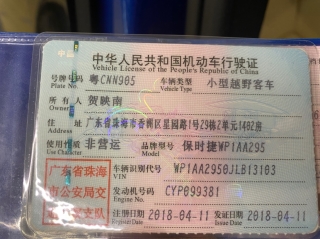 中华人民共和国机动车行驶证
Vehicle License of the People's Republic of China
号牌号码 粤CNN905 车辆类型 小型越野客车
Plate No. Vehicle Type
所有人 贺映南
Owner
住址 广东省珠海市香洲区星园路1号29栋2单元1402房
Address
使用性质 非营运 品牌型号 保时捷WP1AA295
Use Character Model
广东省珠海
市公安局交
车辆识别代号 WP1AA2950JLB13103
VIN
发动机号码 CYP099381
Engine No.
注册日期 2018-04-11 发证日期 2018-04-11
Register Date Issue Date